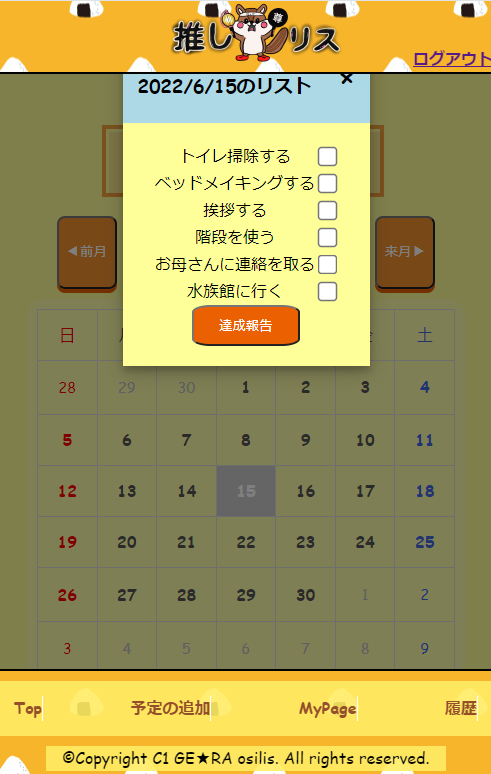 推しリス
W
尊
ログアウト
2022/6/15のリスト ×
トイレ掃除する
ベッドメイキングする
挨拶する
階段を使う
お母さんに連絡を取る
水族館に行く
達成報告
◀前月 来月▶
日 土
28 29 30 1 2 3 4
5 6 7 8 9 10 11
12 13 14 15 16 17 18
19 20 21 22 23 24 25
26 27 28 29 30 1 2
3 4 5 6 7 8 9
Top 予定の追加 MyPage 履歴
©Copyright C1 GE★RA osilis. All rights reserved.